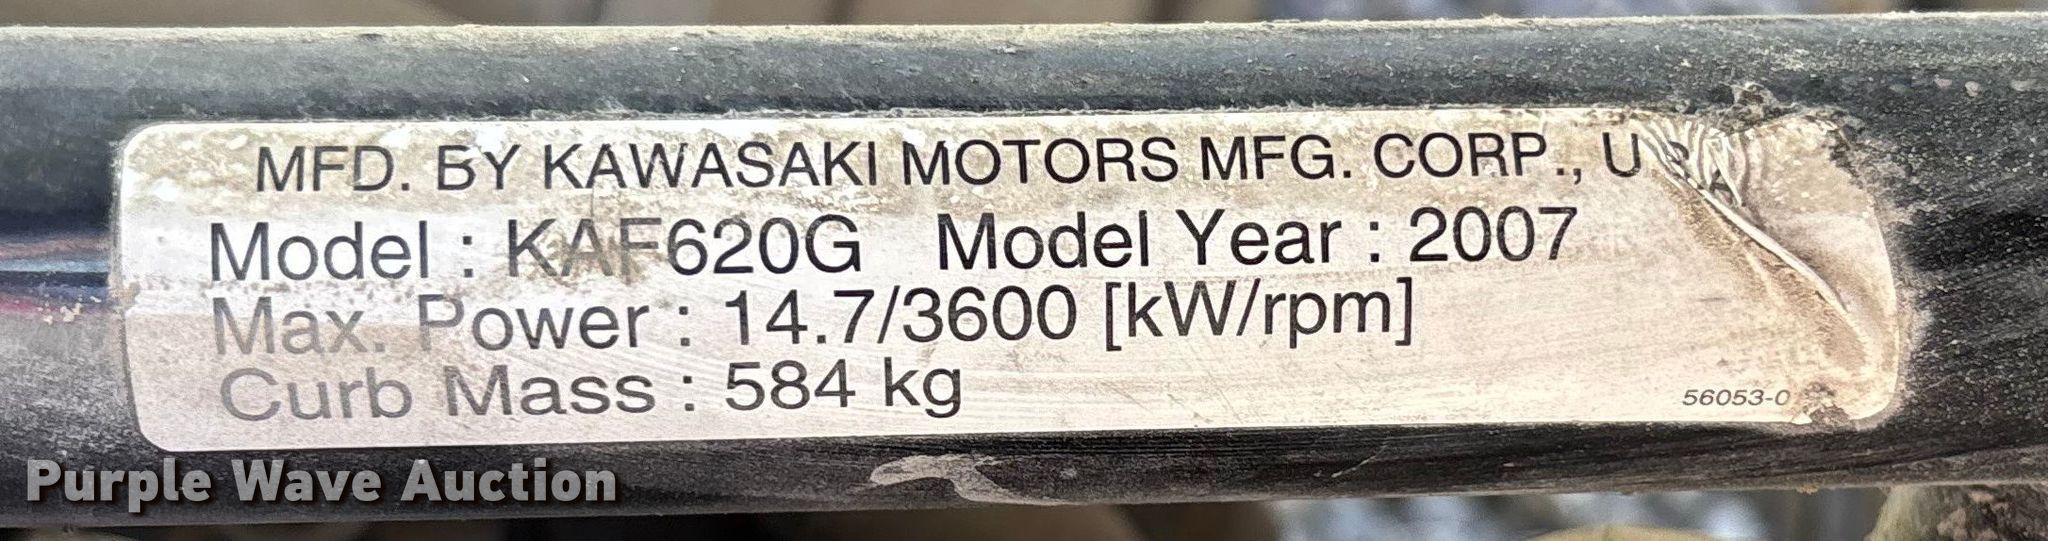 MFD. BY KAWASAKI MOTORS MFG. CORP.,
Model : KAF620G Model Year : 2007
Max. Power : 14.7/3600 [kW/rpm]
Curb Mass : 584 kg
56053-0
Purple Wave Auction